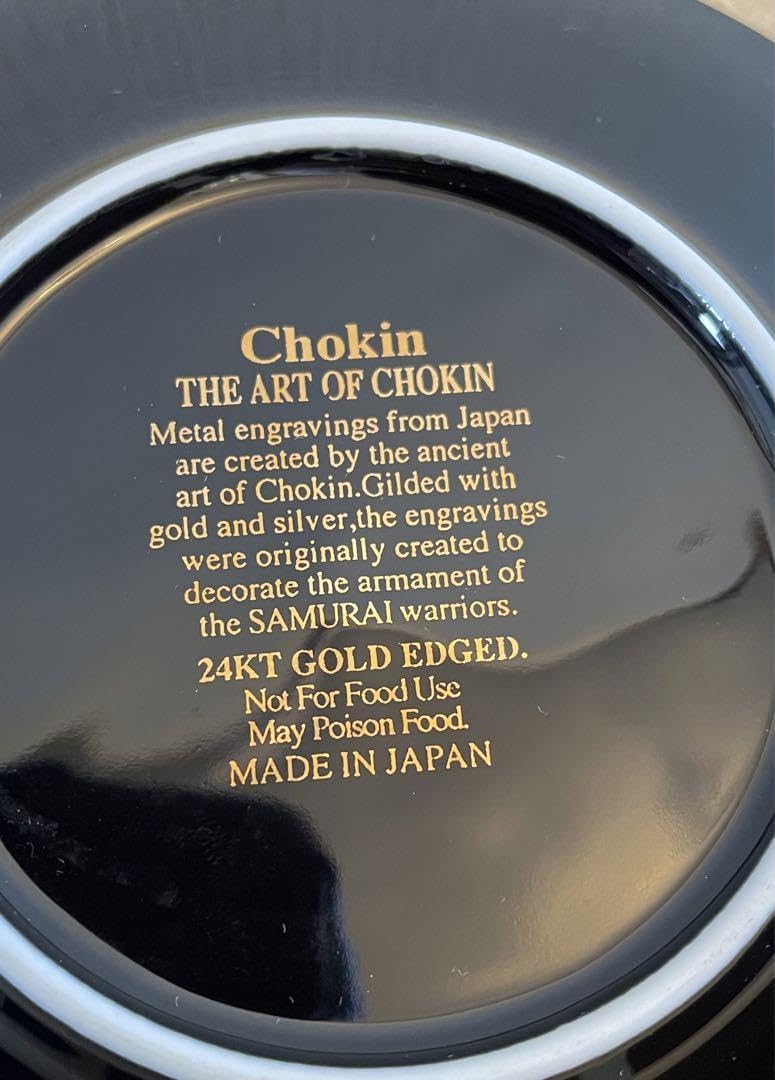 Chokin
THE ART OF CHOKIN
Metal engravings from Japan
are created by the ancient
art of Chokin.Gilded with
gold and silver,the engravings
were originally created to
decorate the armament of
the SAMURAI warriors.
24KT GOLD EDGED.
Not For Food Use
May Poison Food.
MADE IN JAPAN